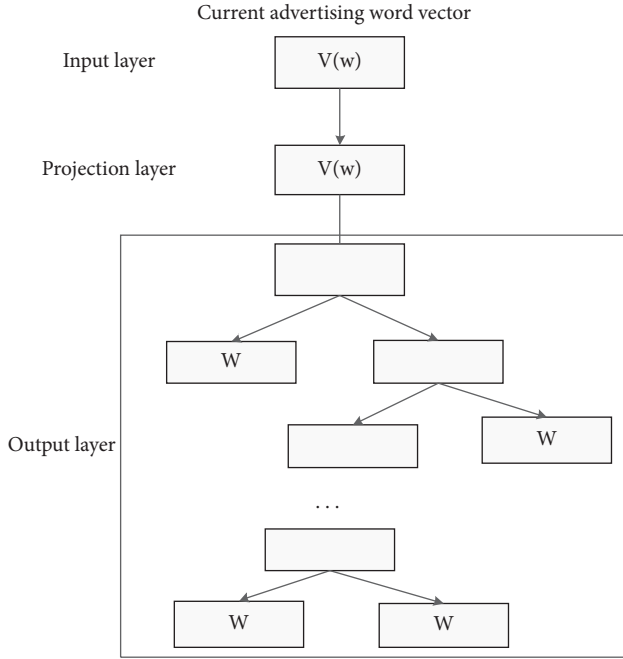 Current advertising word vector
Input layer
V(w)
Projection layer
V(w)
W
Output layer
W
. . .
W
W